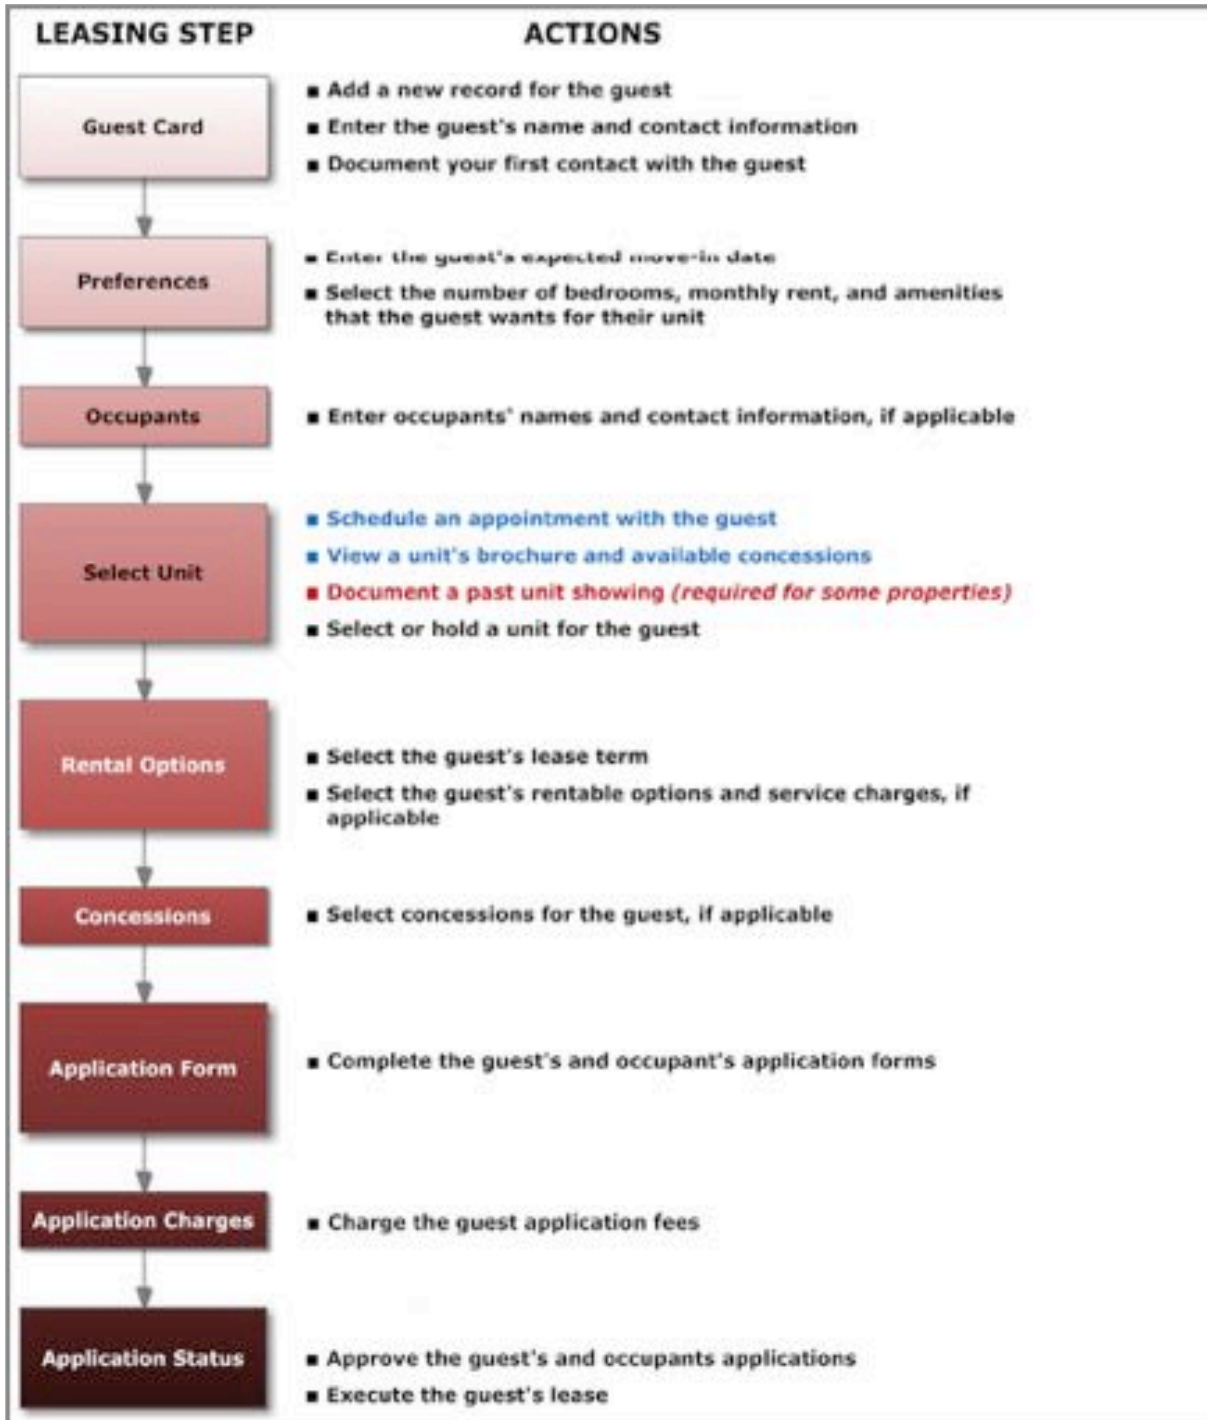 LEASING STEP ACTIONS
Guest Card
▪ Add a new record for the guest
▪ Enter the guest's name and contact information
▪ Document your first contact with the guest
Preferences
▪ Enter the guest's expected move-in date
▪ Select the number of bedrooms, monthly rent, and amenities
that the guest wants for their unit
Occupants
▪ Enter occupants' names and contact information, if applicable
Select Unit
▪ Schedule an appointment with the guest
▪ View a unit's brochure and available concessions
▪ Document a past unit showing (required for some properties)
▪ Select or hold a unit for the guest
Rental Options
▪ Select the guest's lease term
▪ Select the guest's rentable options and service charges, if
applicable
Concessions
▪ Select concessions for the guest, if applicable
Application Form
▪ Complete the guest's and occupant's application forms
Application Charges
▪ Charge the guest application fees
Application Status
▪ Approve the guest's and occupants applications
▪ Execute the guest's lease